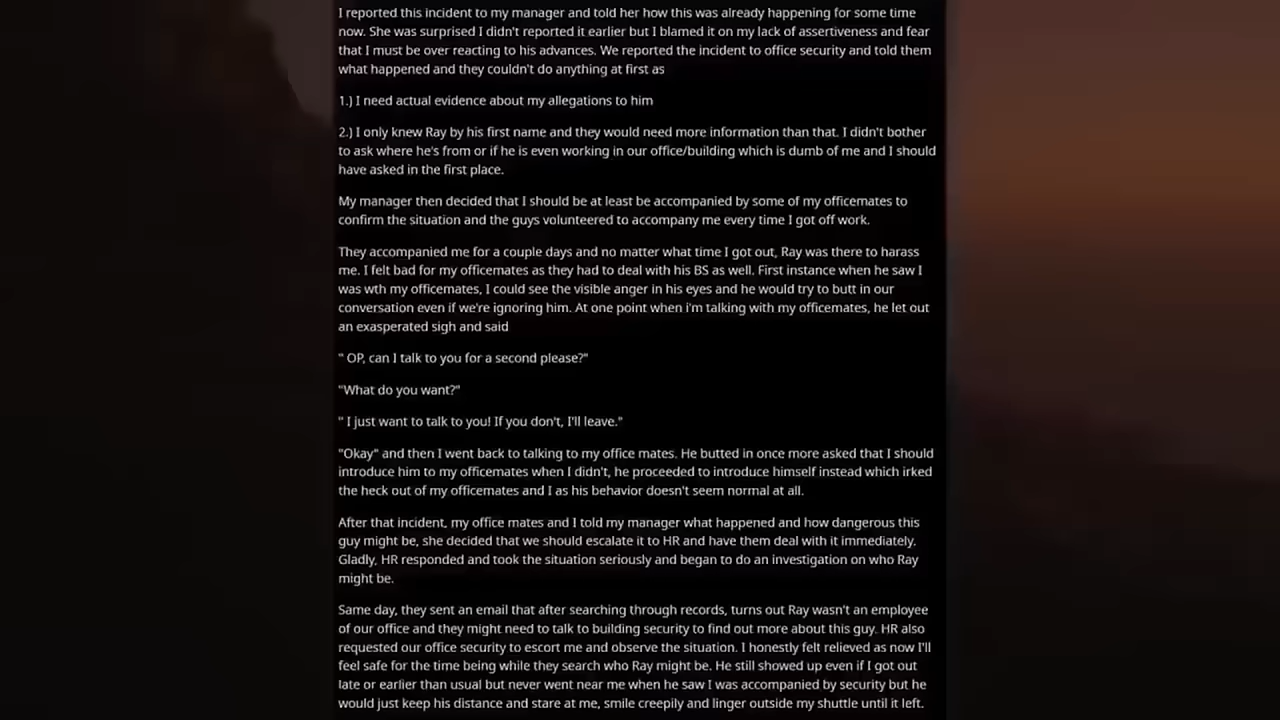 I reported this incident to my manager and told her how this was already happening for some time
now. She was surprised I didn't reported it earlier but I blamed it on my lack of assertiveness and fear
that I must be over reacting to his advances. We reported the incident to office security and told them
what happened and they couldn't do anything at first as
1.) I need actual evidence about my allegations to him
2.) I only knew Ray by his first name and they would need more information than that. I didn't bother
to ask where he's from or if he is even working in our office/building which is dumb of me and I should
have asked in the first place.
My manager then decided that I should be at least be accompanied by some of my officemates to
confirm the situation and the guys volunteered to accompany me every time I got off work.
They accompanied me for a couple days and no matter what time I got out, Ray was there to harass
me. I felt bad for my officemates as they had to deal with his BS as well. First instance when he saw I
was wth my officemates, I could see the visible anger in his eyes and he would try to butt in our
conversation even if we're ignoring him. At one point when i'm talking with my officemates, he let out
an exasperated sigh and said
" OP, can I talk to you for a second please?"
"What do you want?"
" I just want to talk to you! If you don't, I'll leave."
"Okay" and then I went back to talking to my office mates. He butted in once more asked that I should
introduce him to my officemates when I didn't, he proceeded to introduce himself instead which irked
the heck out of my officemates and I as his behavior doesn't seem normal at all.
After that incident, my office mates and I told my manager what happened and how dangerous this
guy might be, she decided that we should escalate it to HR and have them deal with it immediately.
Gladly, HR responded and took the situation seriously and began to do an investigation on who Ray
might be.
Same day, they sent an email that after searching through records, turns out Ray wasn't an employee
of our office and they might need to talk to building security to find out more about this guy. HR also
requested our office security to escort me and observe the situation. I honestly felt relieved as now I'll
feel safe for the time being while they search who Ray might be. He still showed up even if I got out
late or earlier than usual but never went near me when he saw I was accompanied by security but he
would just keep his distance and stare at me, smile creepily and linger outside my shuttle until it left.